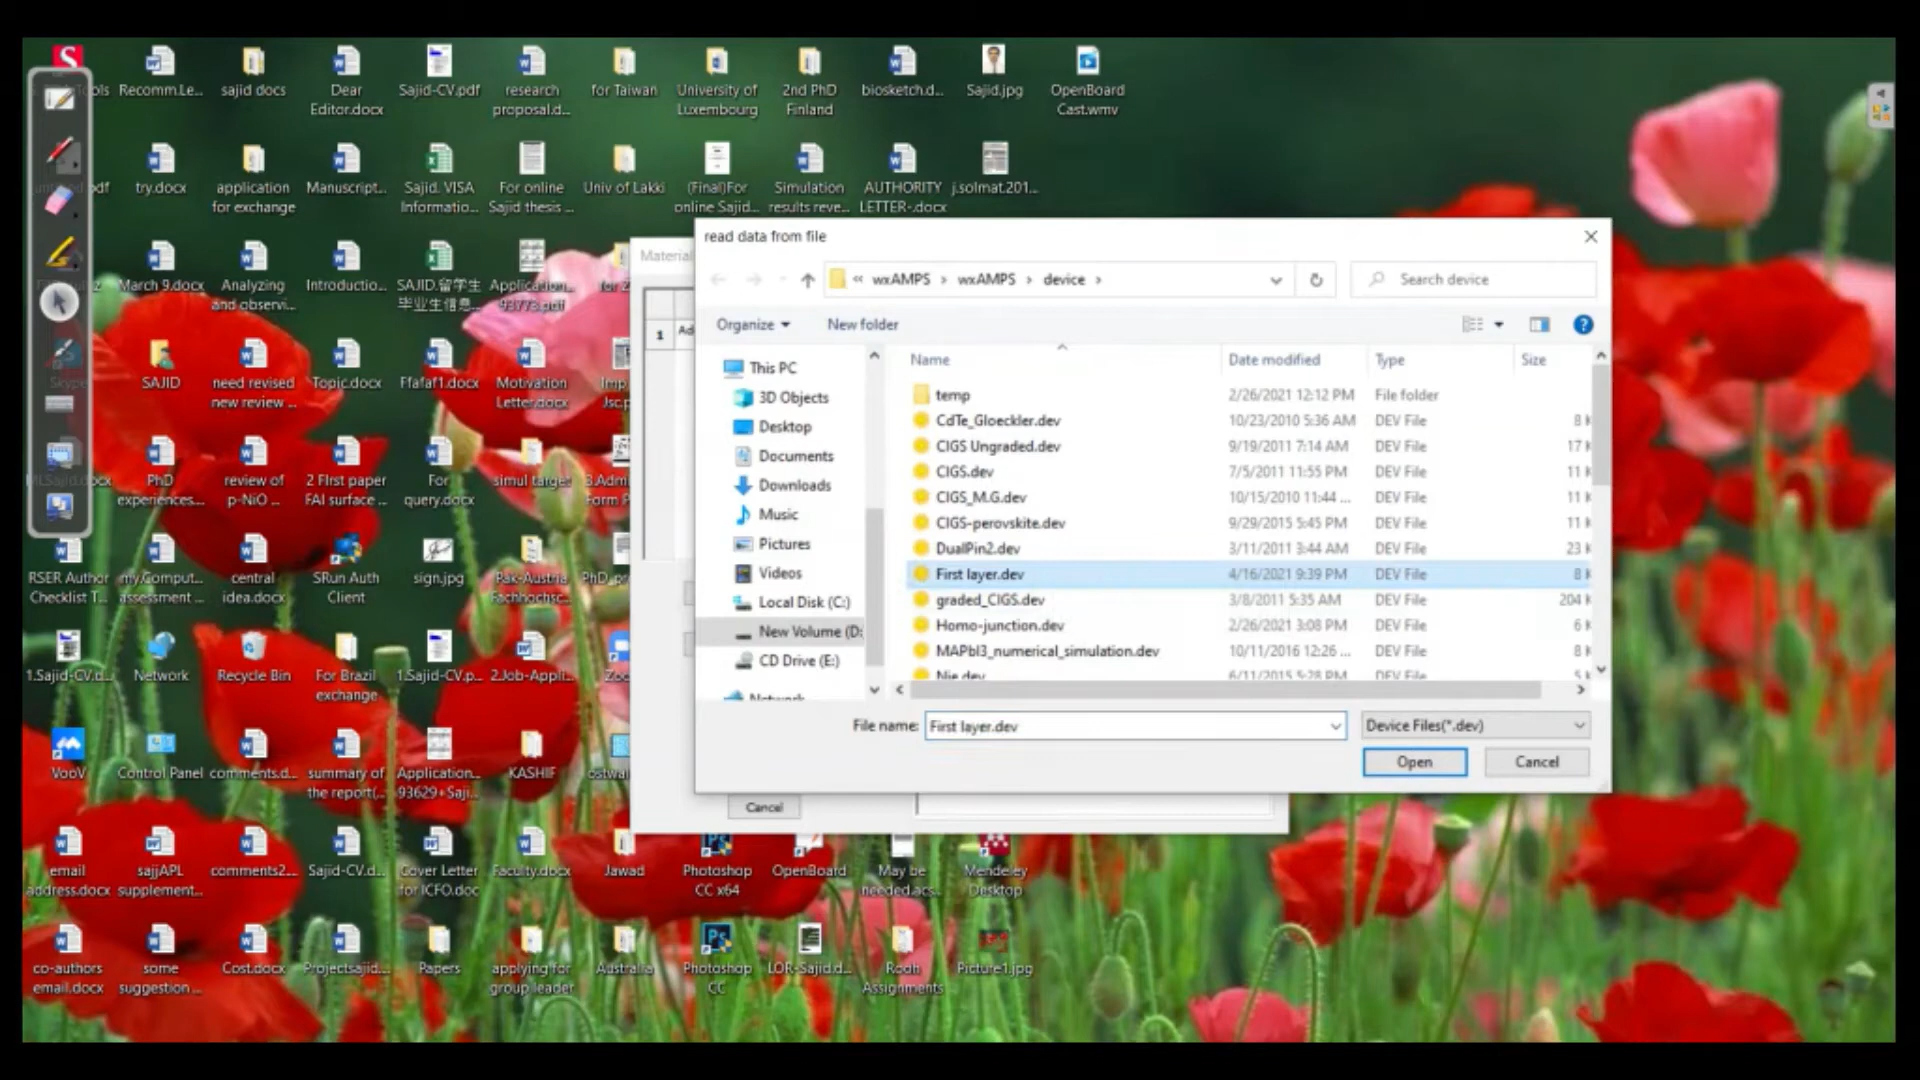 Recomm.Le...
sajid docs
Dear
Editor.docx
Sajid-CV.pdf
research
proposal.d...
for Taiwan
University of
Luxembourg
2nd PhD
Finland
biosketch.d...
Sajid.jpg
OpenBoard
Cast.wmv
try.docx
application
for exchange
Manuscript...
Sajid. VISA
Informatio...
For online
Sajid thesis ...
Univ of Lakki
(Final)For
online Sajid...
Simulation
results reve...
AUTHORITY
LETTER-.docx
j.solmat.201...
March 9.docx
Analyzing
and observi...
Introductio...
SAJID.留学生
毕业生信息...
Application...
93773.pdf
SAJID
need revised
new review ...
Topic.docx
Ffafaf1.docx
Motivation
Letter.docx
PhD
experiences...
review of
p-NiO ...
2 FIrst paper
FAI surface ...
For
query.docx
simul target
3.Admi
Form P
RSER Author
Checklist T...
my.Comput...
assessment ...
central
idea.docx
SRun Auth
Client
sign.jpg
Pak-Austria
Fachhochsc...
1.Sajid-CV.d...
Network
Recycle Bin
For Brazil
exchange
1.Sajid-CV.p...
2.Job-Appli...
VooV
Control Panel
comments.d...
summary of
the report(...
Application...
93629+Saji...
KASHIF
email
address.docx
sajjAPL
supplement...
comments2...
Sajid-CV.d...
Cover Letter
for ICFO.doc
Faculty.docx
Jawad
Photoshop
CC x64
OpenBoard
May be
needed.acs...
Mendeley
Desktop
co-authors
email.docx
some
suggestion ...
Cost.docx
Projectsajid...
Papers
applying for
group leader
Australia
Photoshop
CC
LOR-Sajid.d...
Rooh
Assignments
Picture1.jpg
Skype
Material
1 Ad
Cancel
read data from file
« wxAMPS › wxAMPS › device ›
Search device
Organize
New folder
This PC
3D Objects
Desktop
Documents
Downloads
Music
Pictures
Videos
Local Disk (C:)
New Volume (D:
CD Drive (E:)
Network
Name Date modified Type Size
temp 2/26/2021 12:12 PM File folder
CdTe_Gloeckler.dev 10/23/2010 5:36 AM DEV File 8 K
CIGS Ungraded.dev 9/19/2011 7:14 AM DEV File 17 K
CIGS.dev 7/5/2011 11:55 PM DEV File 11 K
CIGS_M.G.dev 10/15/2010 11:44 ... DEV File 11 K
CIGS-perovskite.dev 9/29/2015 5:45 PM DEV File 11 K
DualPin2.dev 3/11/2011 3:44 AM DEV File 23 K
First layer.dev 4/16/2021 9:39 PM DEV File 8 K
graded_CIGS.dev 3/8/2011 5:35 AM DEV File 204 K
Homo-junction.dev 2/26/2021 3:08 PM DEV File 6 K
MAPbI3_numerical_simulation.dev 10/11/2016 12:26 ... DEV File 8 K
Nie.dev 6/11/2015 5:28 PM DEV File 5 K
File name: First layer.dev
Device Files(*.dev)
Open
Cancel